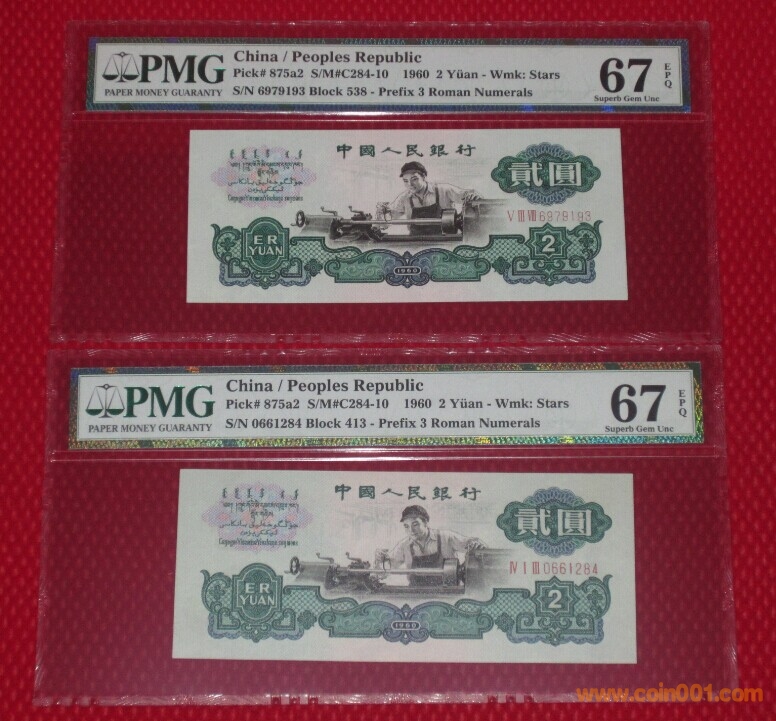 PMG
PAPER MONEY GUARANTY
China / Peoples Republic
Pick# 875a2 S/M#C284-10 1960 2 Yüan - Wmk: Stars
S/N 6979193 Block 538 - Prefix 3 Roman Numerals
67
EPQ
Superb Gem Unc
中國人民銀行
貳圓
V III VIII 6979193
ER
YUAN
2
1960
PMG
PAPER MONEY GUARANTY
China / Peoples Republic
Pick# 875a2 S/M#C284-10 1960 2 Yüan - Wmk: Stars
S/N 0661284 Block 413 - Prefix 3 Roman Numerals
67
EPQ
Superb Gem Unc
中國人民銀行
貳圓
IV I III 0661284
ER
YUAN
2
1960
www.coin001.com